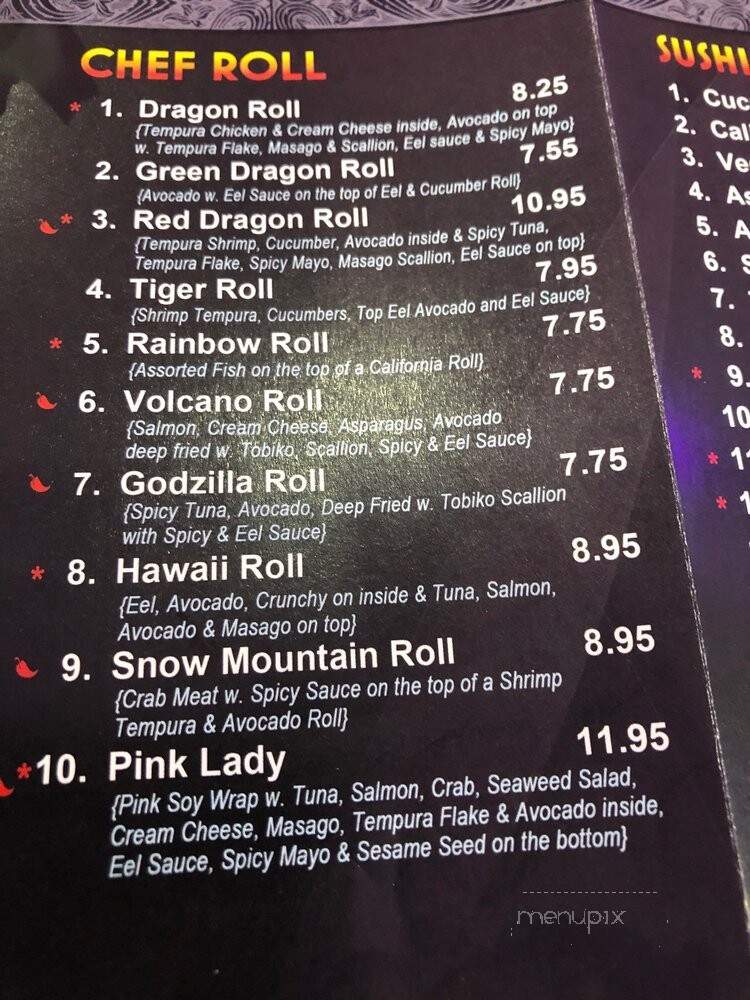 CHEF ROLL
* 1. Dragon Roll 8.25
{Tempura Chicken & Cream Cheese inside, Avocado on top
w. Tempura Flake, Masago & Scallion, Eel sauce & Spicy Mayo}
2. Green Dragon Roll 7.55
{Avocado w. Eel Sauce on the top of Eel & Cucumber Roll}
* 3. Red Dragon Roll 10.95
{Tempura Shrimp, Cucumber, Avocado inside & Spicy Tuna,
Tempura Flake, Spicy Mayo, Masago Scallion, Eel Sauce on top}
4. Tiger Roll 7.95
{Shrimp Tempura, Cucumbers, Top Eel Avocado and Eel Sauce}
* 5. Rainbow Roll 7.75
{Assorted Fish on the top of a California Roll}
6. Volcano Roll 7.75
{Salmon, Cream Cheese, Asparagus, Avocado
deep fried w. Tobiko, Scallion, Spicy & Eel Sauce}
7. Godzilla Roll 7.75
{Spicy Tuna, Avocado, Deep Fried w. Tobiko Scallion
with Spicy & Eel Sauce}
* 8. Hawaii Roll 8.95
{Eel, Avocado, Crunchy on inside & Tuna, Salmon,
Avocado & Masago on top}
9. Snow Mountain Roll 8.95
{Crab Meat w. Spicy Sauce on the top of a Shrimp
Tempura & Avocado Roll}
*10. Pink Lady 11.95
{Pink Soy Wrap w. Tuna, Salmon, Crab, Seaweed Salad,
Cream Cheese, Masago, Tempura Flake & Avocado inside,
Eel Sauce, Spicy Mayo & Sesame Seed on the bottom}
SUSHI
1. Cuc
2. Cal
3. Ve
4. As
5. A
6. S
7.
8.
* 9.
10
* 11
* 1
menupix